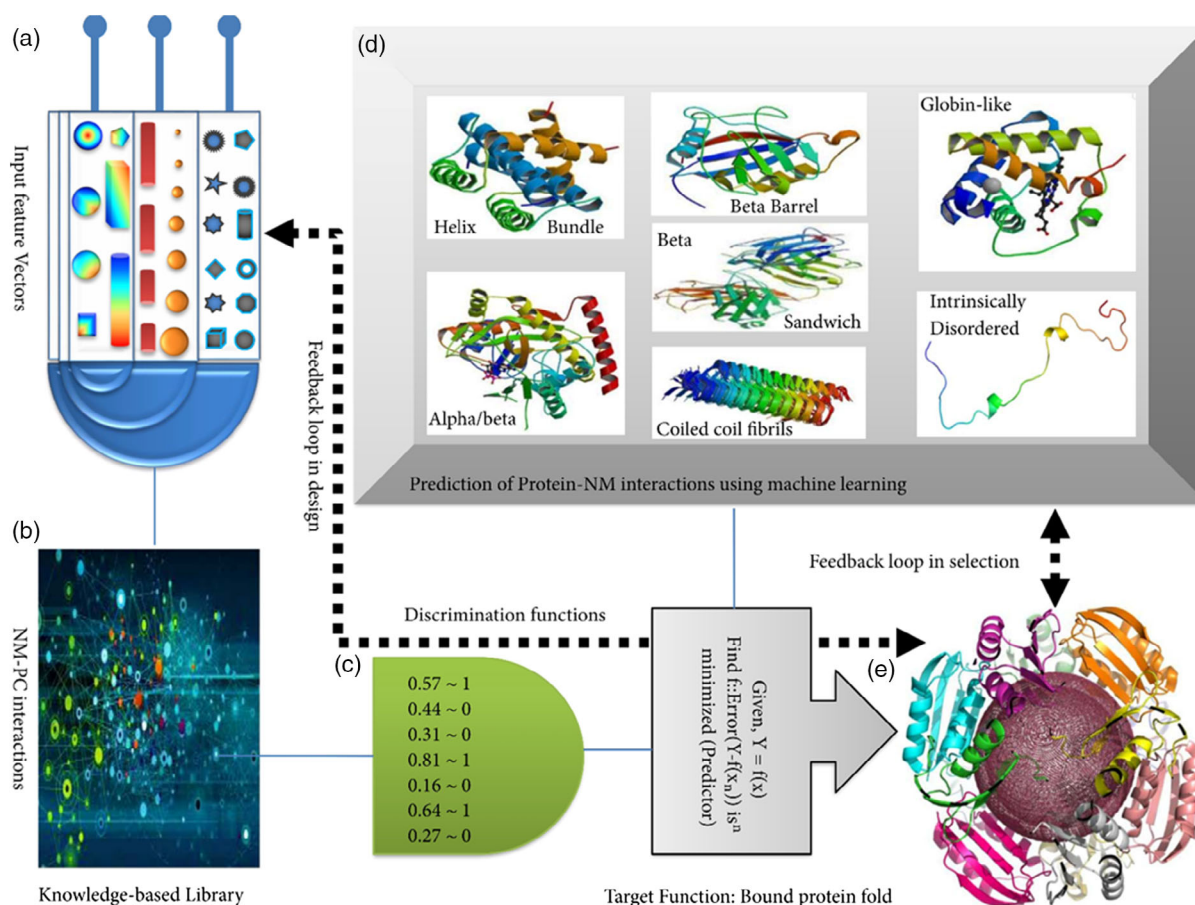 (a)
Input feature Vectors
(b)
NM-PC interactions
Knowledge-based Library
Feedback loop in design
(d)
Helix Bundle
Beta Barrel
Globin-like
Beta
Sandwich
Alpha/beta
Coiled coil fibrils
Intrinsically
Disordered
Prediction of Protein-NM interactions using machine learning
Feedback loop in selection
Discrimination functions
(c)
0.57 ~ 1
0.44 ~ 0
0.31 ~ 0
0.81 ~ 1
0.16 ~ 0
0.64 ~ 1
0.27 ~ 0
Given, Y = f(x)
Find f::Error(Y-f(xₙ)) isⁿ
minimized (Predictor)
(e)
Target Function: Bound protein fold